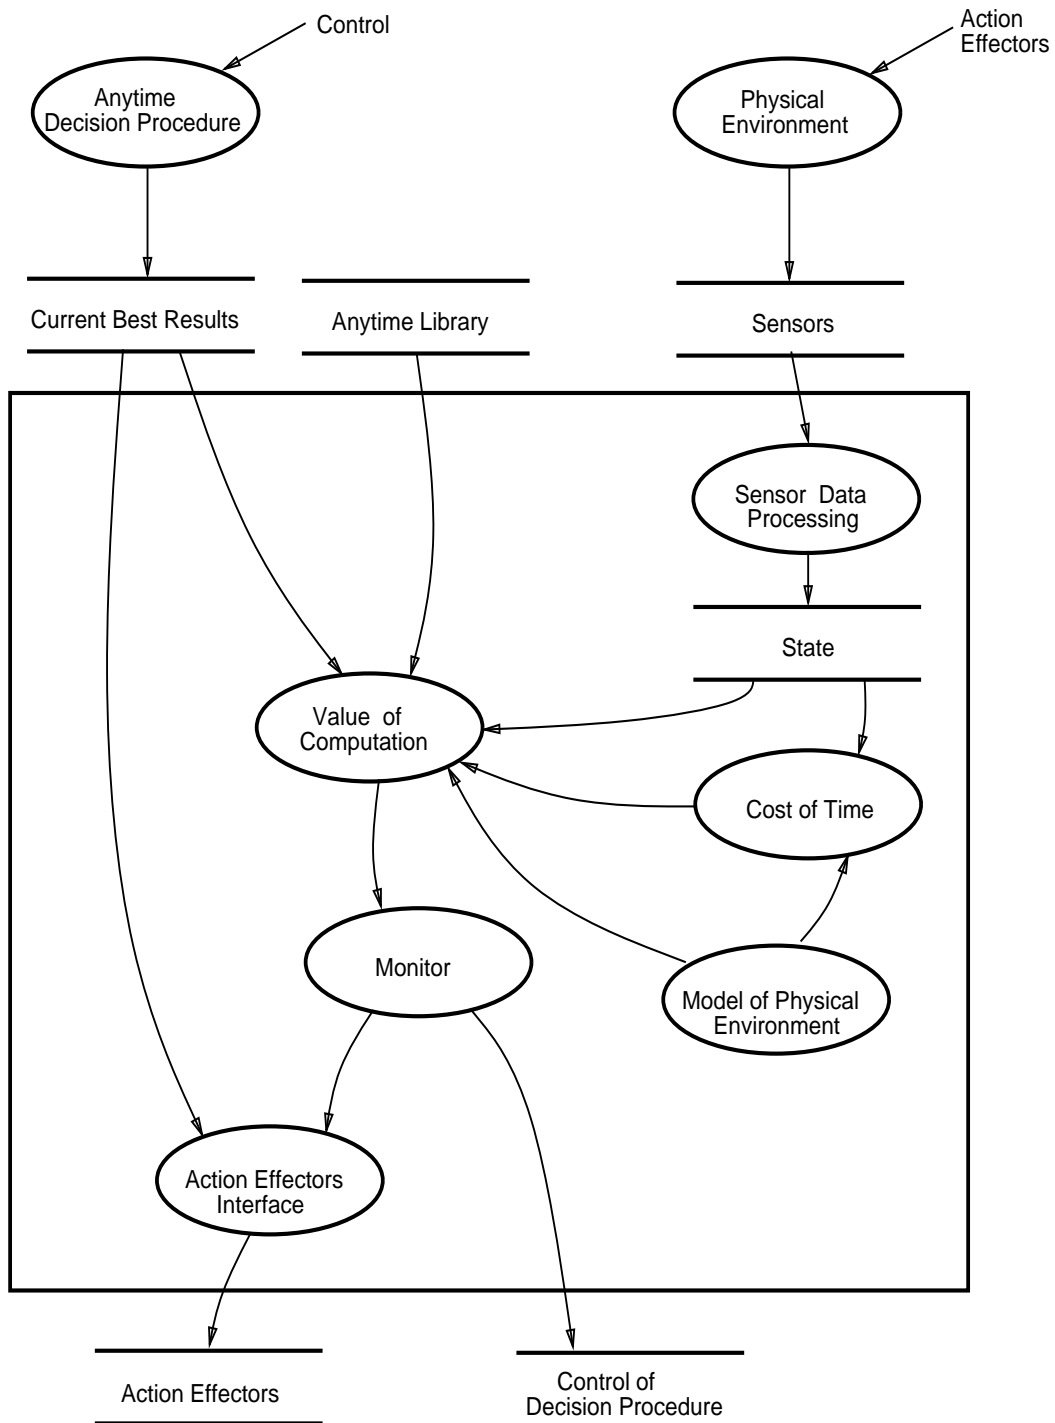 Control
Action
Effectors
Anytime
Decision Procedure
Physical
Environment
Current Best Results
Anytime Library
Sensors
Sensor Data
Processing
State
Value of
Computation
Cost of Time
Monitor
Model of Physical
Environment
Action Effectors
Interface
Action Effectors
Control of
Decision Procedure